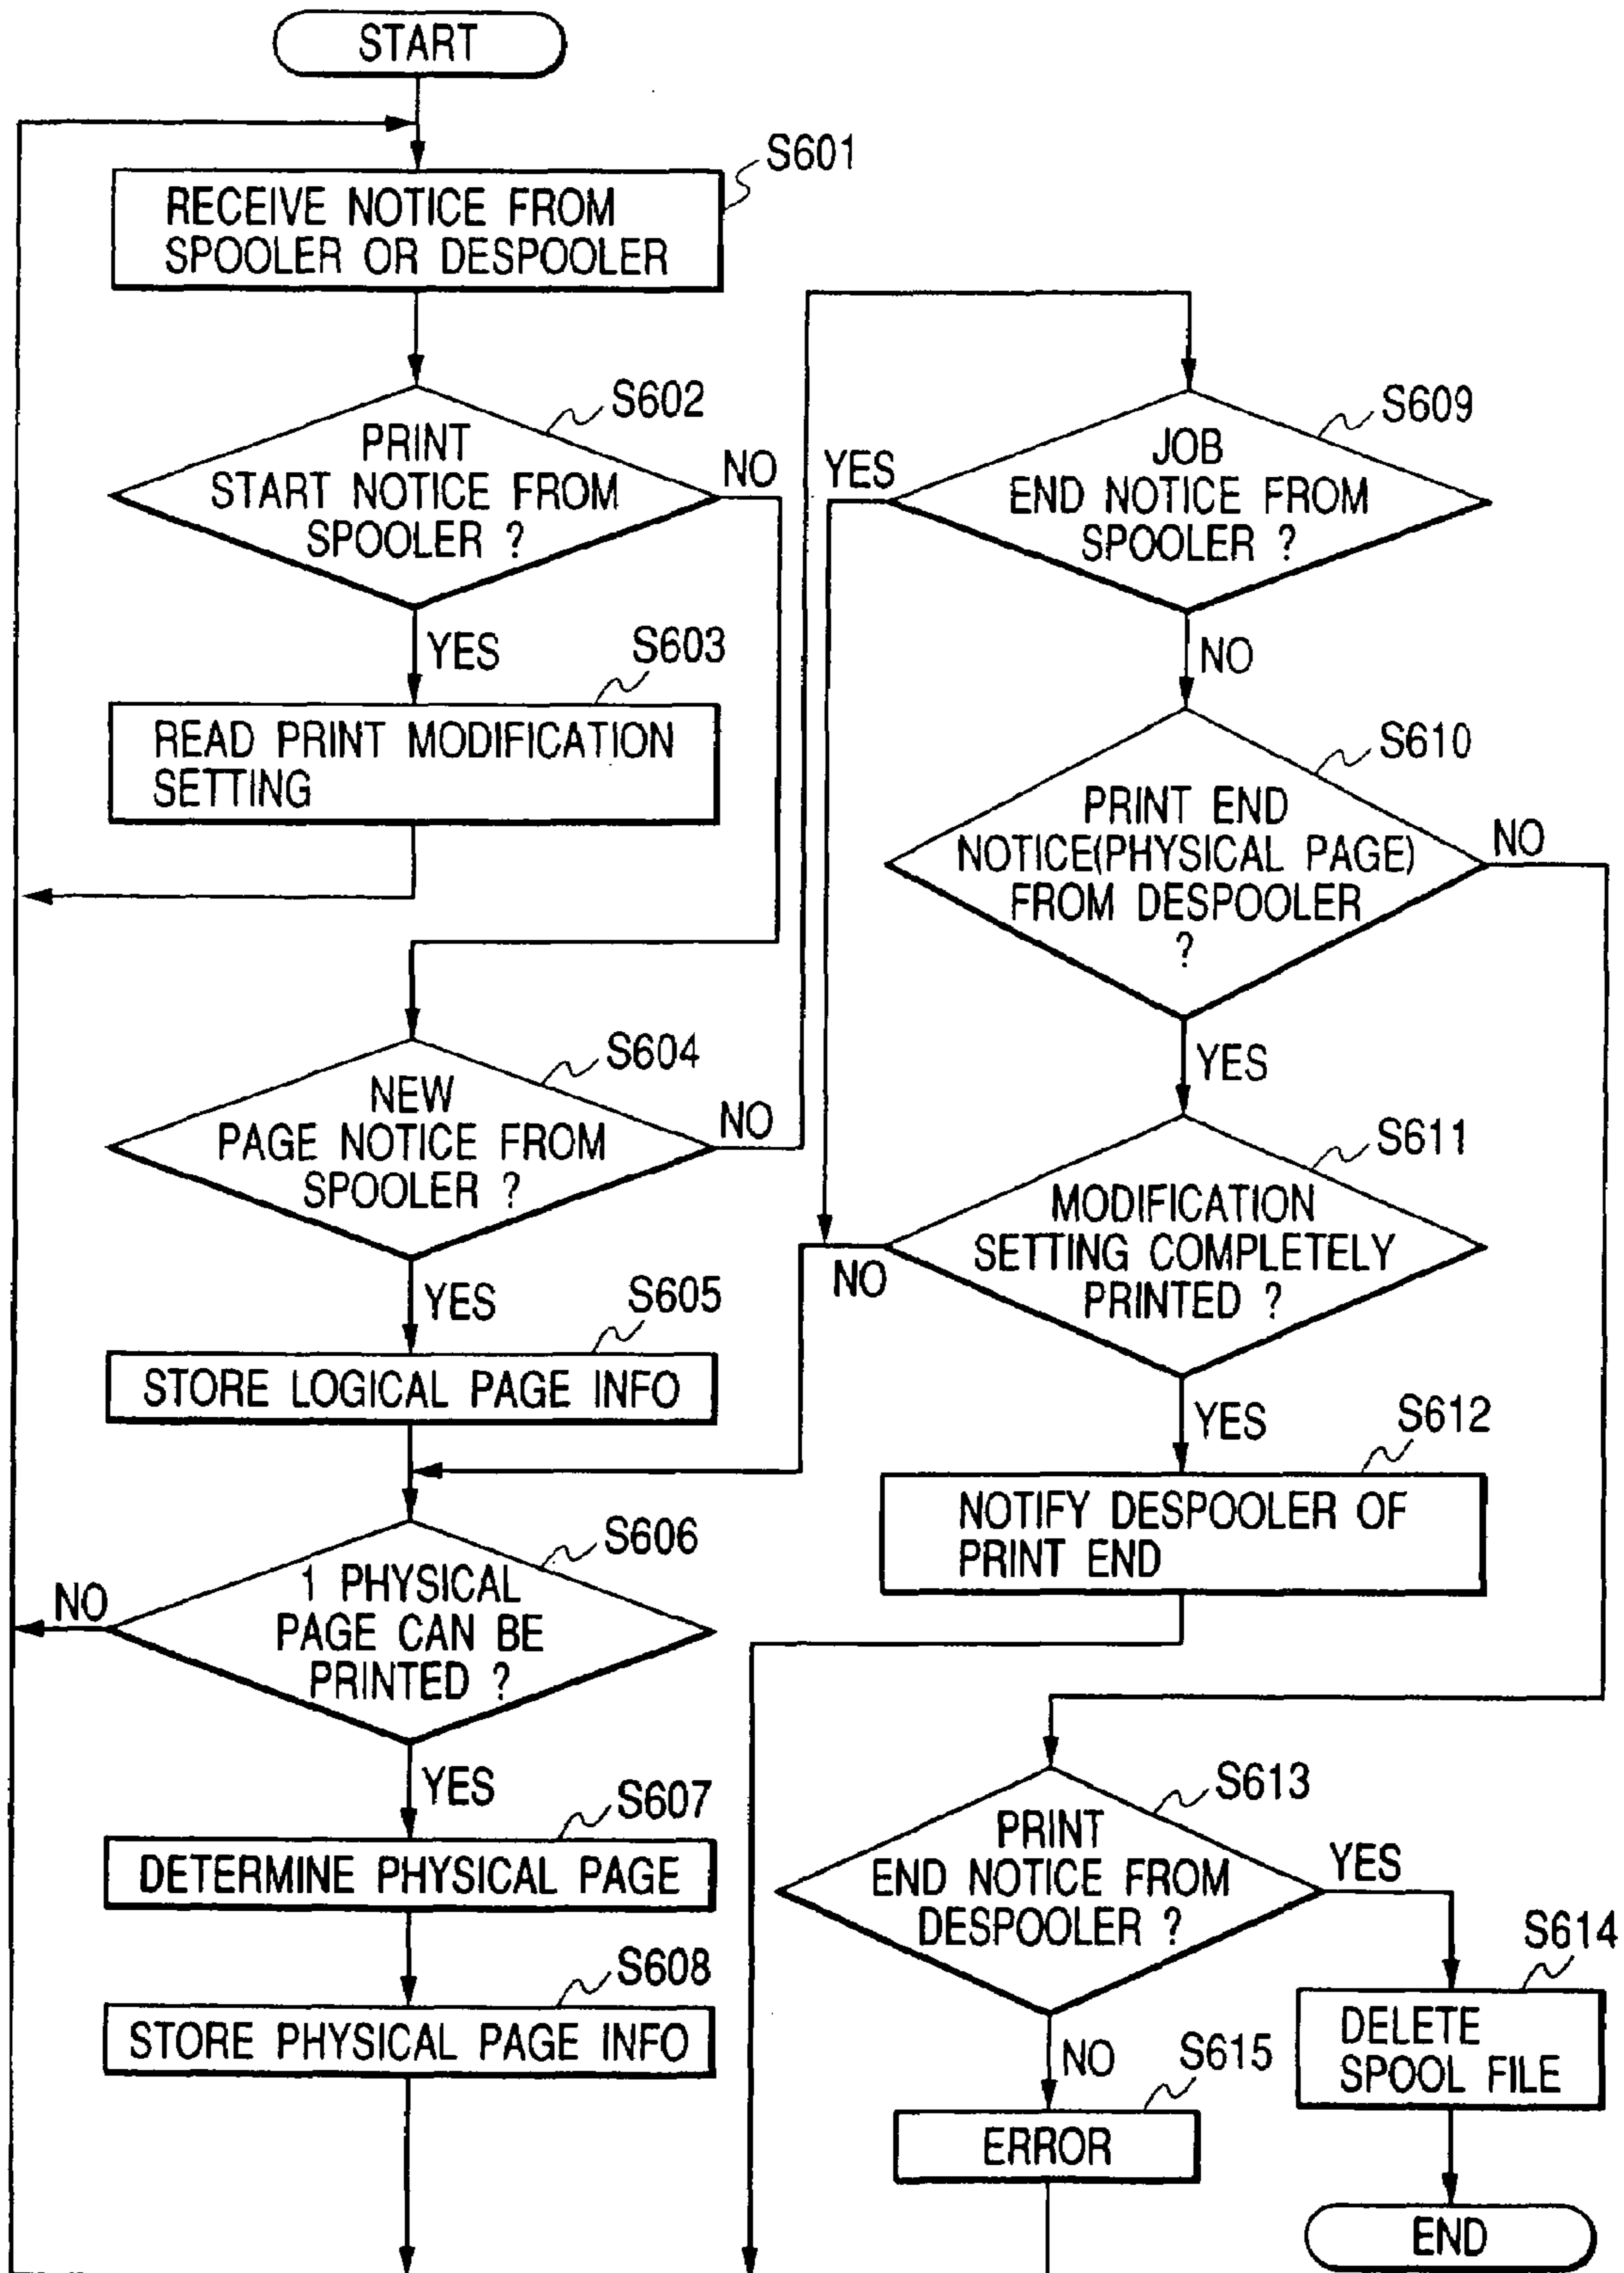 START
S601
RECEIVE NOTICE FROM
SPOOLER OR DESPOOLER
S602
PRINT
START NOTICE FROM
SPOOLER ?
NO
YES
S603
READ PRINT MODIFICATION
SETTING
S604
NEW
PAGE NOTICE FROM
SPOOLER ?
NO
YES
S605
STORE LOGICAL PAGE INFO
S606
1 PHYSICAL
PAGE CAN BE
PRINTED ?
NO
YES
S607
DETERMINE PHYSICAL PAGE
S608
STORE PHYSICAL PAGE INFO
S609
JOB
END NOTICE FROM
SPOOLER ?
YES
NO
S610
PRINT END
NOTICE(PHYSICAL PAGE)
FROM DESPOOLER
?
NO
YES
S611
MODIFICATION
SETTING COMPLETELY
PRINTED ?
NO
YES
S612
NOTIFY DESPOOLER OF
PRINT END
S613
PRINT
END NOTICE FROM
DESPOOLER ?
YES
S614
DELETE
SPOOL FILE
NO
S615
ERROR
END